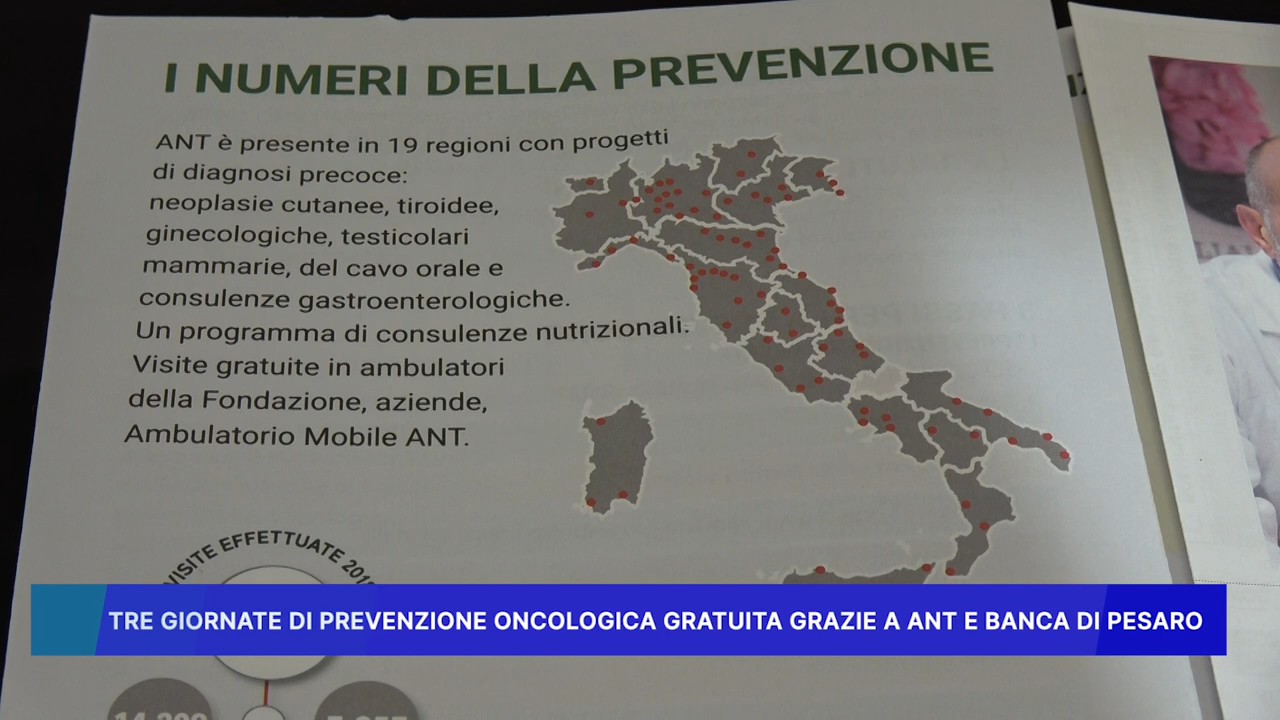 I NUMERI DELLA PREVENZIONE
ANT è presente in 19 regioni con progetti
di diagnosi precoce:
neoplasie cutanee, tiroidee,
ginecologiche, testicolari
mammarie, del cavo orale e
consulenze gastroenterologiche.
Un programma di consulenze nutrizionali.
Visite gratuite in ambulatori
della Fondazione, aziende,
Ambulatorio Mobile ANT.
VISITE EFFETTUATE
TRE GIORNATE DI PREVENZIONE ONCOLOGICA GRATUITA GRAZIE A ANT E BANCA DI PESARO